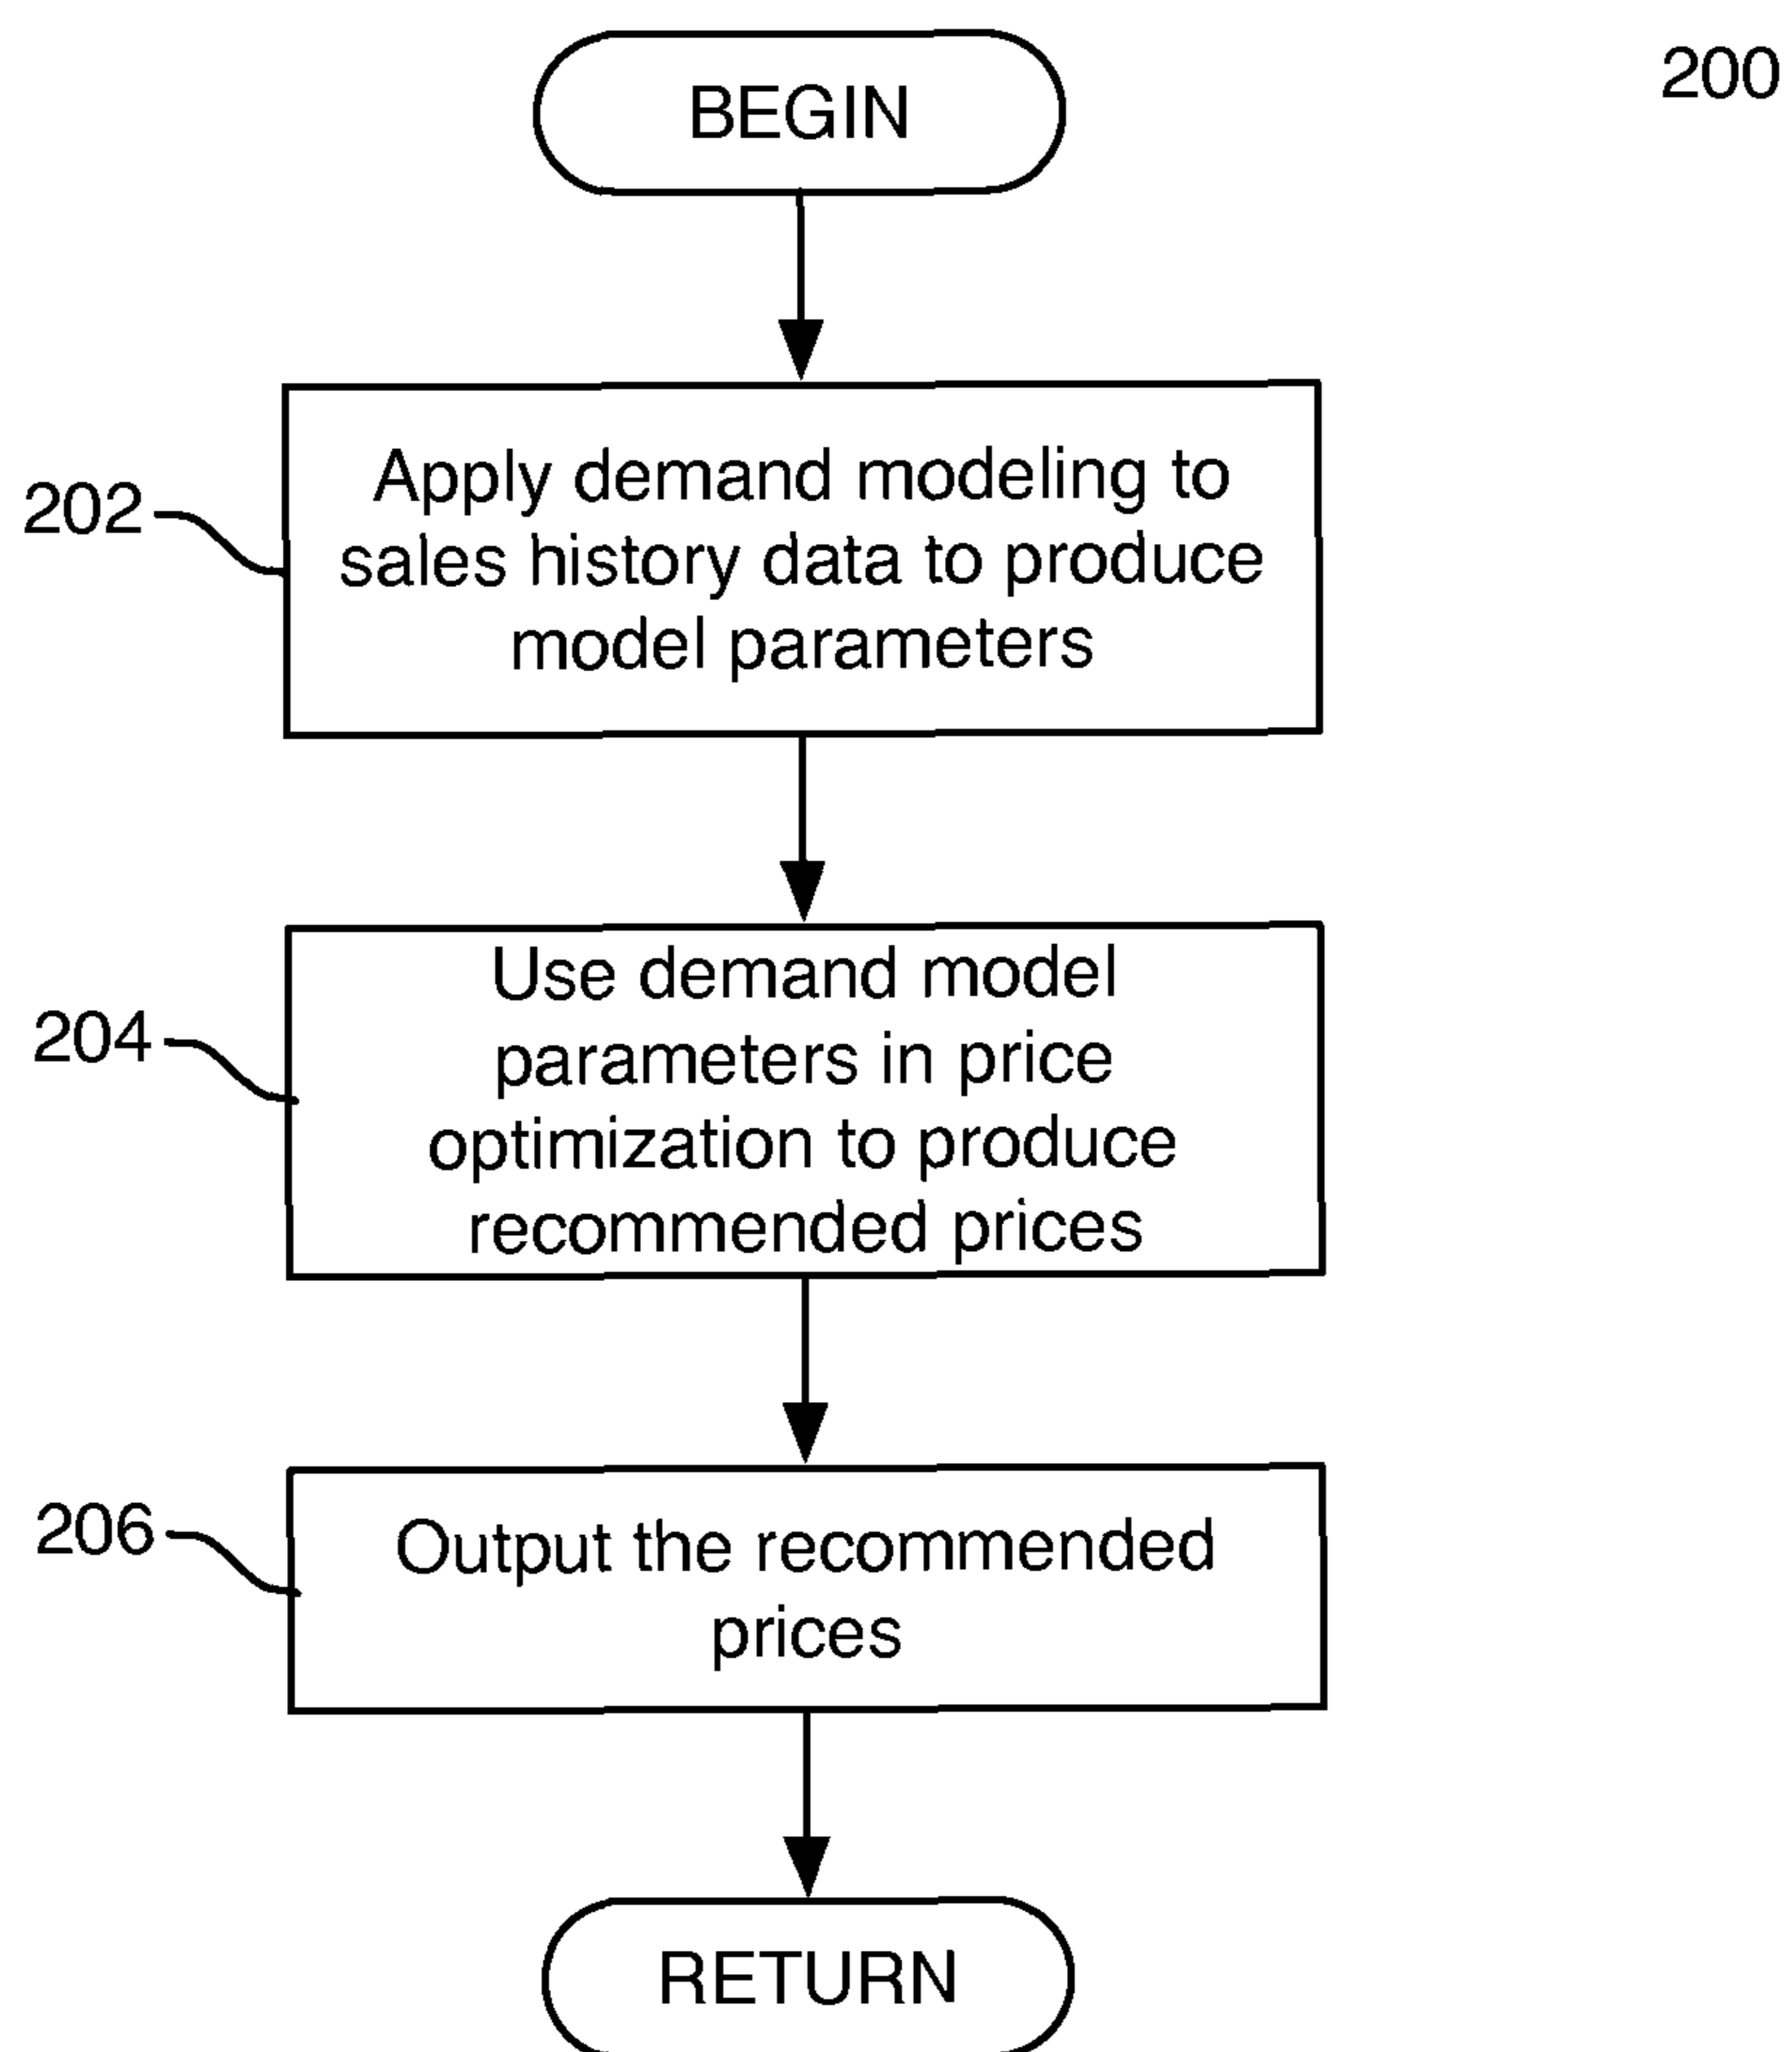 BEGIN
200
202
Apply demand modeling to
sales history data to produce
model parameters
204
Use demand model
parameters in price
optimization to produce
recommended prices
206
Output the recommended
prices
RETURN